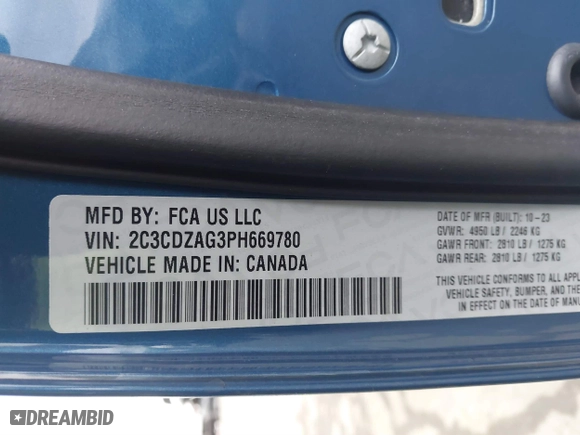 MFD BY: FCA US LLC
VIN: 2C3CDZAG3PH669780
VEHICLE MADE IN: CANADA
DATE OF MFR (BUILT): 10-23
GVWR: 4950 LB / 2246 KG
GAWR FRONT: 2810 LB / 1275 KG
GAWR REAR: 2810 LB / 1275 KG
THIS VEHICLE CONFORMS TO ALL APPLICABLE
VEHICLE SAFETY, BUMPER, AND THE
IN EFFECT ON THE DATE OF MAN
DREAMBID